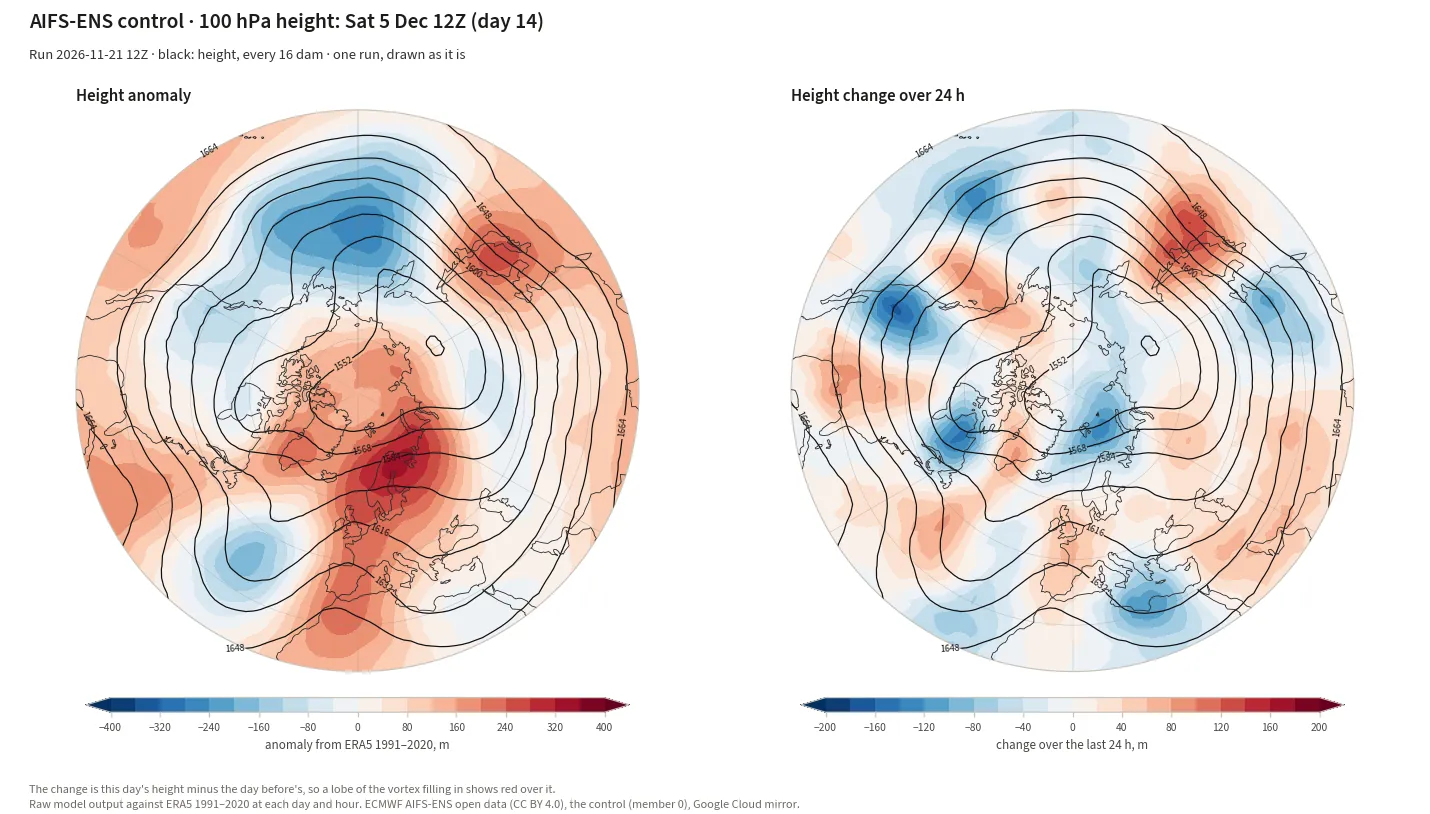 AIFS-ENS control · 100 hPa height: Sat 5 Dec 12Z (day 14)
Run 2026-11-21 12Z · black: height, every 16 dam · one run, drawn as it is
Height anomaly
Height change over 24 h
1664
1648
1600
1552
1568
1584
1616
1632
1664
1664
1648
1664
1648
1600
1552
1568
1584
1616
1632
1664
1664
1648
−400 −320 −240 −160 −80 0 80 160 240 320 400
anomaly from ERA5 1991–2020, m
−200 −160 −120 −80 −40 0 40 80 120 160 200
change over the last 24 h, m
The change is this day's height minus the day before's, so a lobe of the vortex filling in shows red over it.
Raw model output against ERA5 1991–2020 at each day and hour. ECMWF AIFS-ENS open data (CC BY 4.0), the control (member 0), Google Cloud mirror.